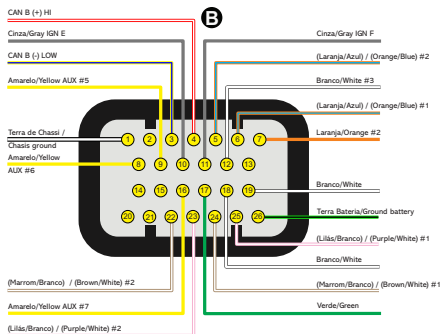 CAN B (+) HI
B
Cinza/Gray IGN E
Cinza/Gray IGN F
CAN B (-) LOW
(Laranja/Azul) / (Orange/Blue) #2
Amarelo/Yellow AUX #5
Branco/White #3
(Laranja/Azul) / (Orange/Blue) #1
Terra de Chassi /
Chasis ground
Laranja/Orange #2
1 2 3 4 5 6 7
Amarelo/Yellow
AUX #6
8 9 10 11 12 13
14 15 16 17 18 19
Branco/White
20 21 22 23 24 25 26
Terra Bateria/Ground battery
(Lilás/Branco) / (Purple/White) #1
Branco/White
(Marrom/Branco) / (Brown/White) #2
(Marrom/Branco) / (Brown/White) #1
Amarelo/Yellow AUX #7
Verde/Green
(Lilás/Branco) / (Purple/White) #2